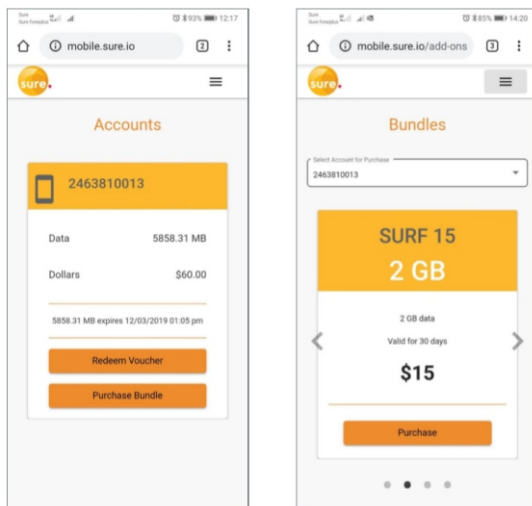 Sure
Sure Foneplus
93% 12:17
mobile.sure.io
2
sure.
Accounts
2463810013
Data 5858.31 MB
Dollars $60.00
5858.31 MB expires 12/03/2019 01:05 pm
Redeem Voucher
Purchase Bundle
Sure
Sure Foneplus
85% 14:20
mobile.sure.io/add-ons
3
sure.
Bundles
Select Account for Purchase
2463810013
SURF 15
2 GB
2 GB data
Valid for 30 days
$15
Purchase